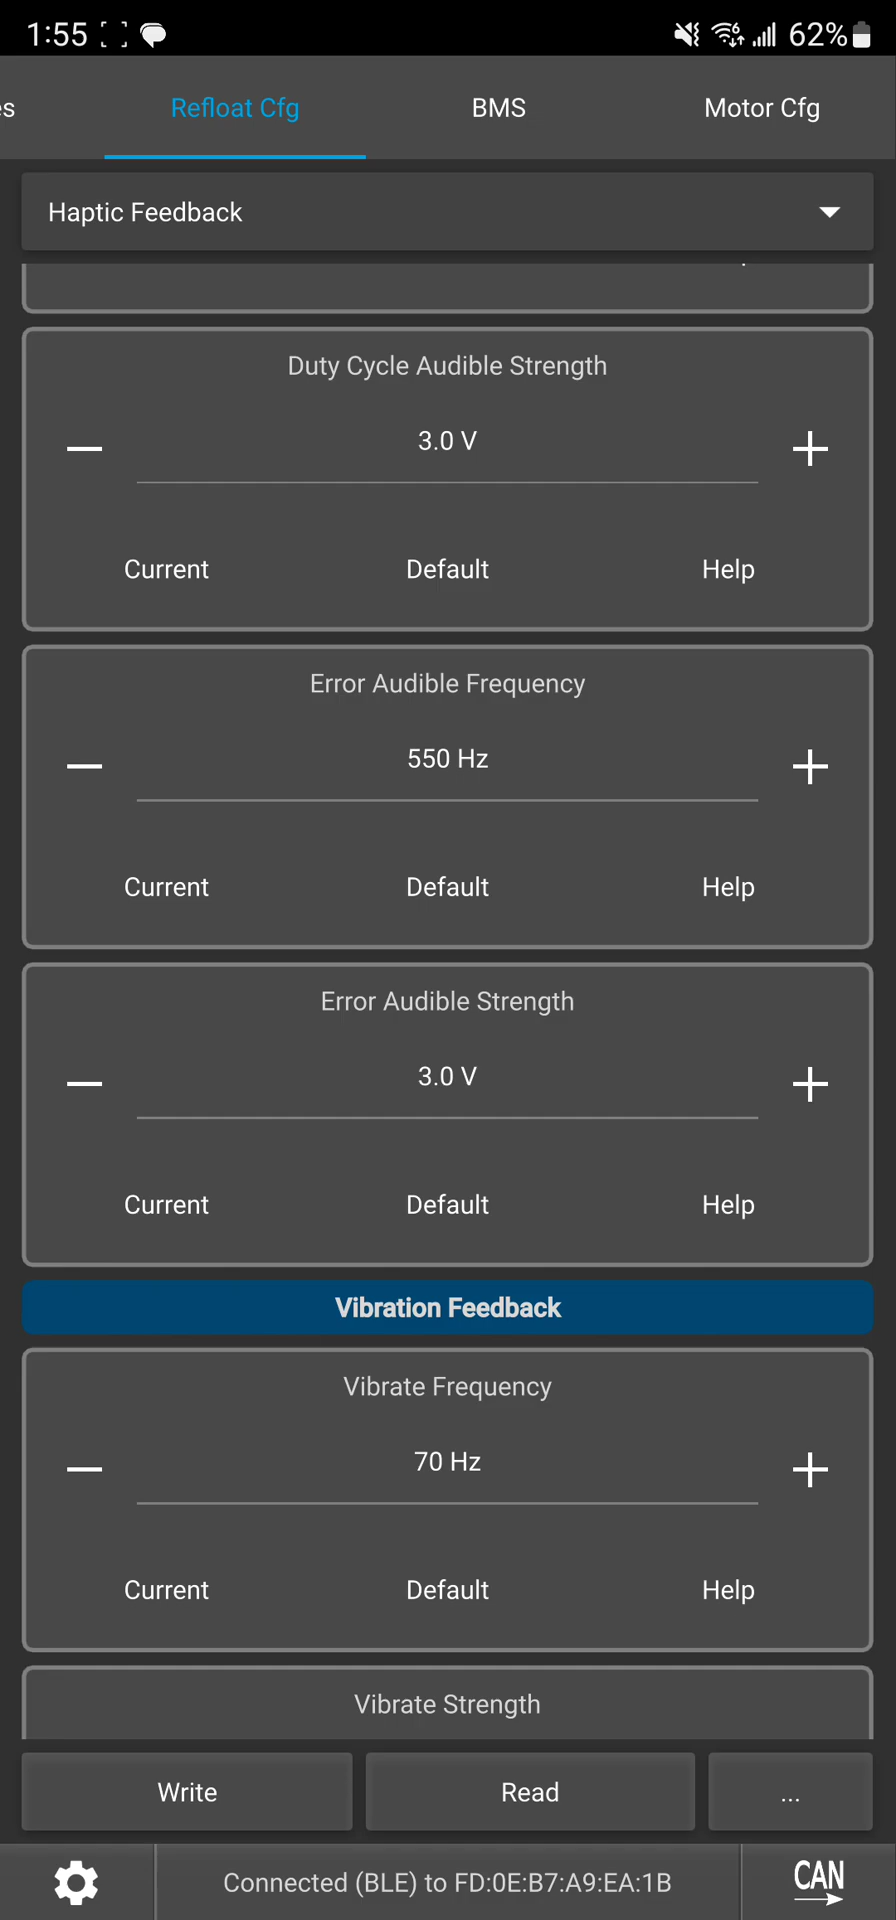 1:55 62%
es Refloat Cfg BMS Motor Cfg
Haptic Feedback
Duty Cycle Audible Strength
3.0 V
Current Default Help
Error Audible Frequency
550 Hz
Current Default Help
Error Audible Strength
3.0 V
Current Default Help
Vibration Feedback
Vibrate Frequency
70 Hz
Current Default Help
Vibrate Strength
Write Read ...
Connected (BLE) to FD:0E:B7:A9:EA:1B CAN